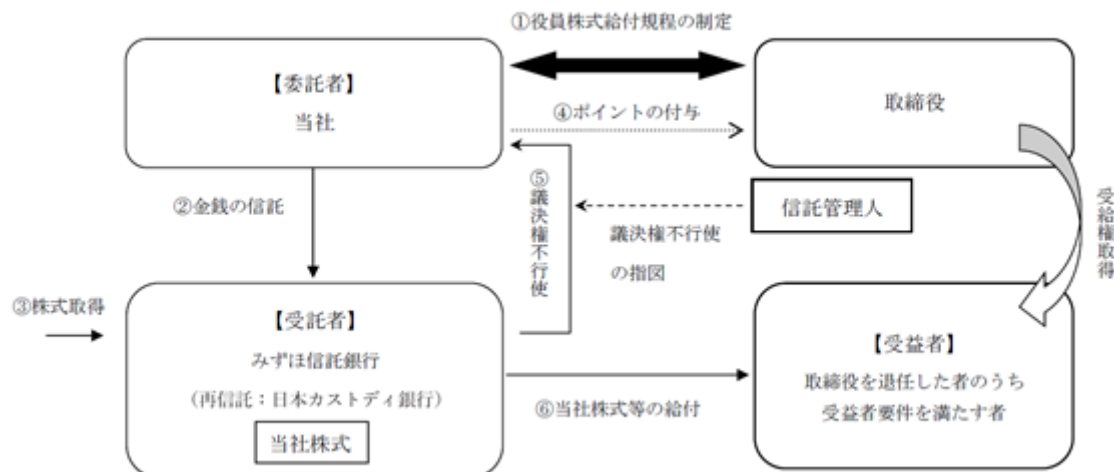 ①役員株式給付規程の制定
【委託者】
当社
取締役
④ポイントの付与
②金銭の信託
⑤議決権不行使
信託管理人
議決権不行使
の指図
受給権取得
③株式取得
【受託者】
みずほ信託銀行
（再信託：日本カストディ銀行）
当社株式
⑥当社株式等の給付
【受益者】
取締役を退任した者のうち
受益者要件を満たす者